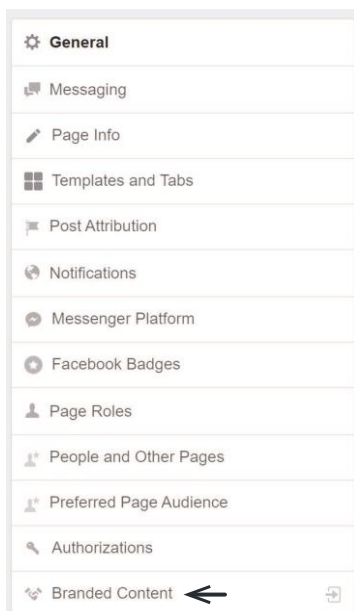 General
Messaging
Page Info
Templates and Tabs
Post Attribution
Notifications
Messenger Platform
Facebook Badges
Page Roles
People and Other Pages
Preferred Page Audience
Authorizations
Branded Content